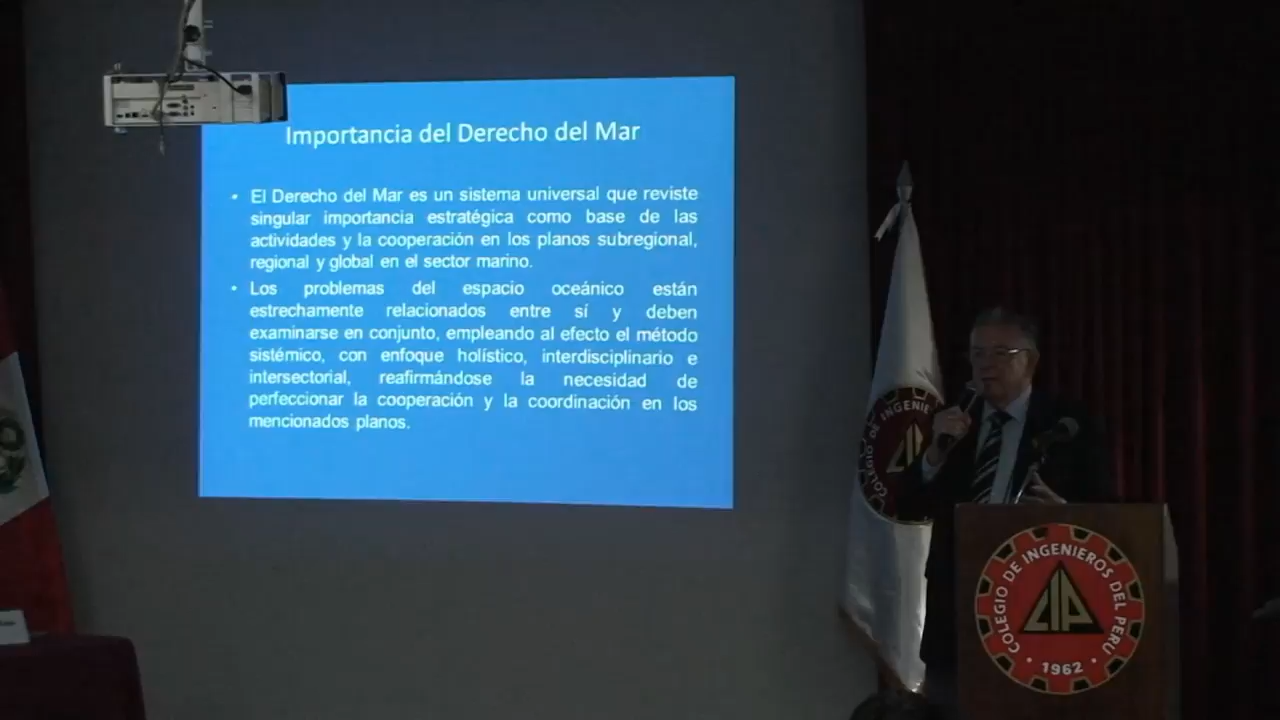 Importancia del Derecho del Mar
• El Derecho del Mar es un sistema universal que reviste
singular importancia estratégica como base de las
actividades y la cooperación en los planos subregional,
regional y global en el sector marino.
• Los problemas del espacio oceánico están
estrechamente relacionados entre sí y deben
examinarse en conjunto, empleando al efecto el método
sistémico, con enfoque holístico, interdisciplinario e
intersectorial, reafirmándose la necesidad de
perfeccionar la cooperación y la coordinación en los
mencionados planos.
COLEGIO DE INGENIE
CIP
COLEGIO DE INGENIEROS DEL PERU
CIP
• 1962 •